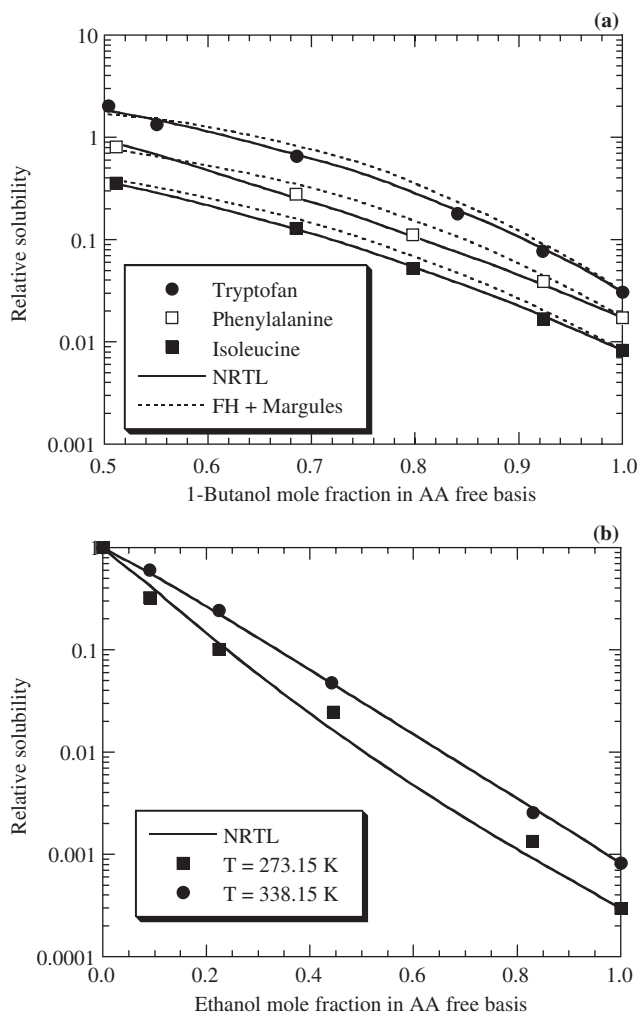 (a)
10
1
0.1
0.01
0.001
Relative solubility
Tryptofan
Phenylalanine
Isoleucine
NRTL
FH + Margules
0.5 0.6 0.7 0.8 0.9 1.0
1-Butanol mole fraction in AA free basis
(b)
1
0.1
0.01
0.001
0.0001
Relative solubility
NRTL
T = 273.15 K
T = 338.15 K
0.0 0.2 0.4 0.6 0.8 1.0
Ethanol mole fraction in AA free basis